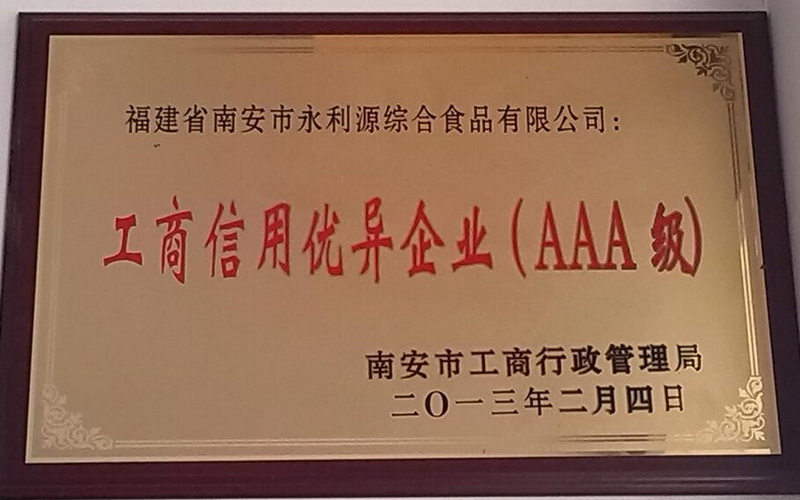 福建省南安市永利源综合食品有限公司：
工商信用优异企业（AAA级）
南安市工商行政管理局
二〇一三年二月四日